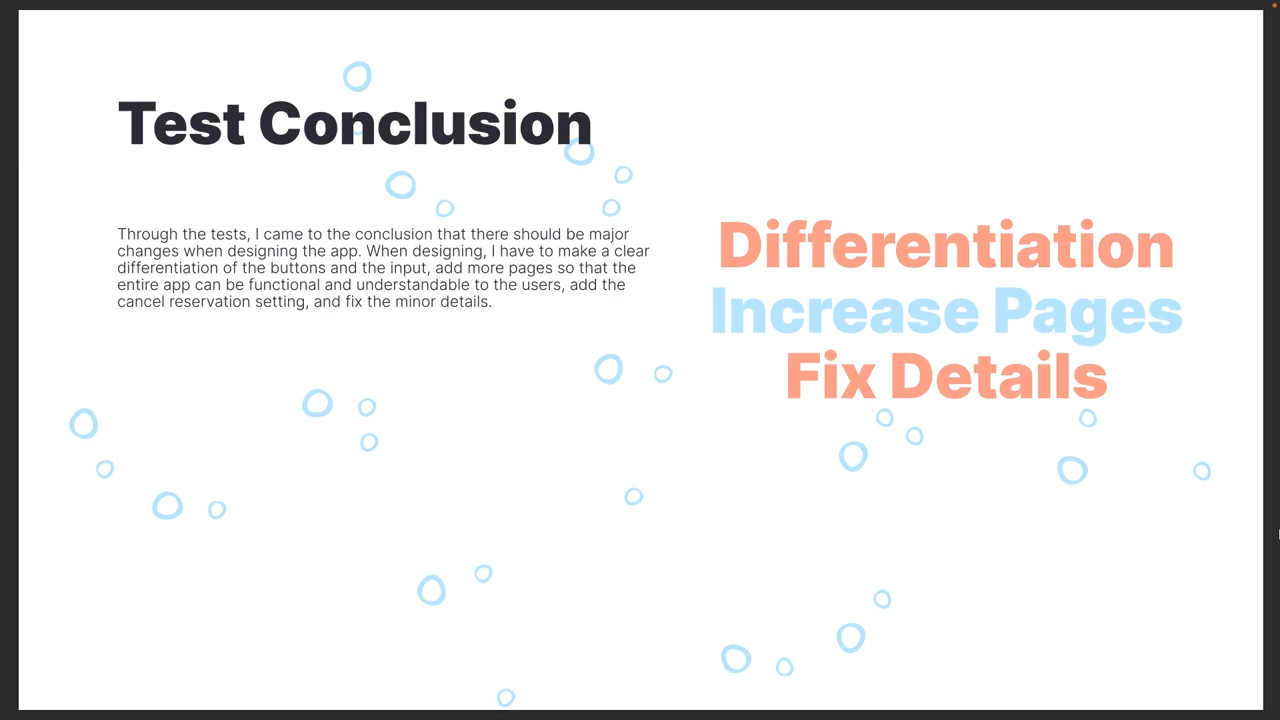 Test Conclusion
Through the tests, I came to the conclusion that there should be major
changes when designing the app. When designing, I have to make a clear
differentiation of the buttons and the input, add more pages so that the
entire app can be functional and understandable to the users, add the
cancel reservation setting, and fix the minor details.
Differentiation
Increase Pages
Fix Details